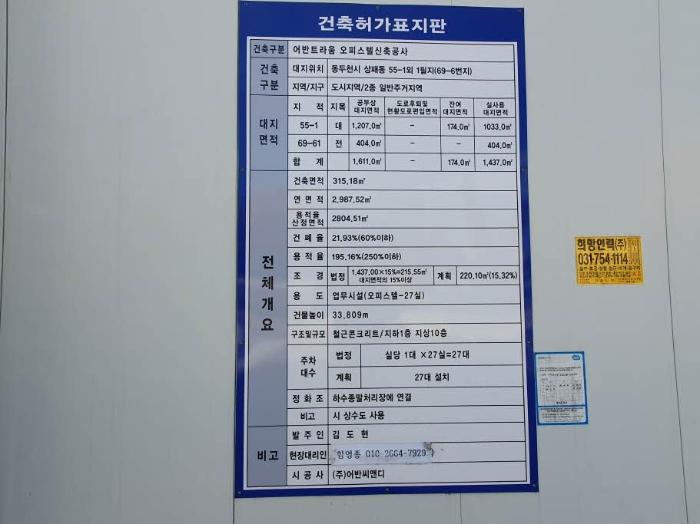 건축허가표지판
건축구분 어반트라움 오피스텔신축공사
건축구분 대지위치 동두천시 상패동 55-1외 1필지(69-6번지)
지역/지구 도시지역/2종 일반주거지역
대지면적 지 적 지목 공부상 대지면적 도로후퇴및 현황도로편입면적 잔여 대지면적 실사용 대지면적
55-1 대 1,207.0㎡ - 174.0㎡ 1033.0㎡
69-61 전 404.0㎡ - - 404.0㎡
합 계 1,611.0㎡ - 174.0㎡ 1,437.0㎡
전체개요
건축면적 315.18㎡
연 면 적 2,987.52㎡
용적율 산정면적 2804.51㎡
건 폐 율 21.93%(60%이하)
용 적 율 195.16%(250%이하)
조 경 법정 1,437.00×15%=215.55㎡ 대지면적의 15%이상 계획 220.10㎡(15.32%)
용 도 업무시설(오피스텔-27실)
건물높이 33.809m
구조및규모 철근콘크리트/지하1층 지상10층
주차대수 법정 실당 1대 ×27실=27대
계획 27대 설치
정 화 조 하수종말처리장에 연결
비고 시 상수도 사용
비고 발 주 인 김 도 현
현장대리인 임영종 010-2664-7929
시 공 사 (주)어반씨앤디
희망인력(주)
031-754-1114